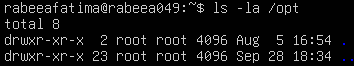 rabeeafatima@rabeea049:~$ ls -la /opt
total 8
drwxr-xr-x  2 root root 4096 Aug  5 16:54 .
drwxr-xr-x 23 root root 4096 Sep 28 18:34 ..